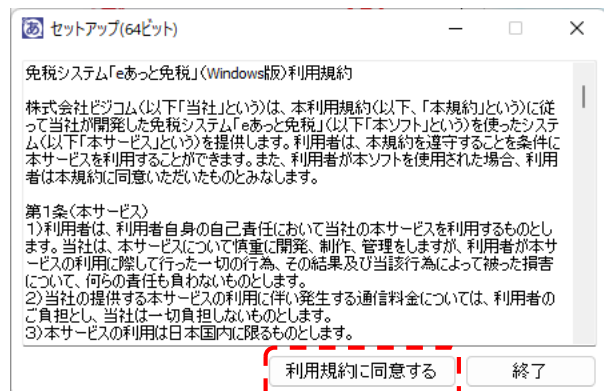 あ セットアップ(64ビット)
免税システム「eあっと免税」(Windows版)利用規約
株式会社ビジコム(以下「当社」という)は、本利用規約(以下、「本規約」という)に従
って当社が開発した免税システム「eあっと免税」(以下「本ソフト」という)を使ったシステ
ム(以下「本サービス」という)を提供します。利用者は、本規約を遵守することを条件に
本サービスを利用することができます。また、利用者が本ソフトを使用された場合、利用
者は本規約に同意いただいたものとみなします。
第1条(本サービス)
1)利用者は、利用者自身の自己責任において当社の本サービスを利用するものとし
ます。当社は、本サービスについて慎重に開発、制作、管理をしますが、利用者が本サ
ービスの利用に際して行った一切の行為、その結果及び当該行為によって被った損害
について、何らの責任も負わないものとします。
2)当社の提供する本サービスの利用に伴い発生する通信料金については、利用者の
ご負担とし、当社は一切負担しないものとします。
3)本サービスの利用は日本国内に限るものとします。
利用規約に同意する 終了